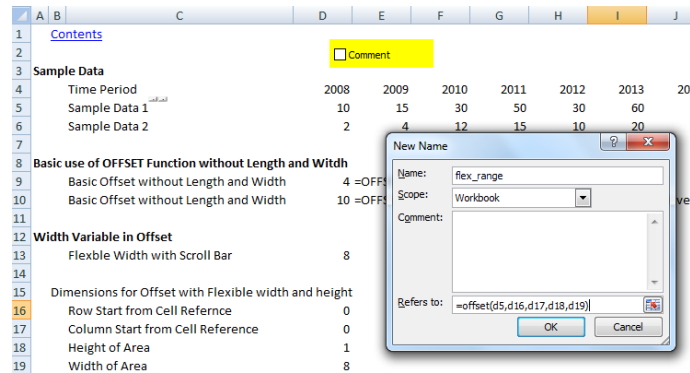 A B C D E F G H I J
1 Contents
2 Comment
3 Sample Data
4 Time Period 2008 2009 2010 2011 2012 2013 20
5 Sample Data 1 10 15 30 50 30 60
6 Sample Data 2 2 4 12 15 10 20
7
8 Basic use of OFFSET Function without Length and Witdh
9 Basic Offset without Length and Width 4 =OFFS
10 Basic Offset without Length and Width 10 =OFFS ve
11
12 Width Variable in Offset
13 Flexble Width with Scroll Bar 8
14
15 Dimensions for Offset with Flexible width and height
16 Row Start from Cell Refernce 0
17 Column Start from Cell Reference 0
18 Height of Area 1
19 Width of Area 8
New Name
Name: flex_range
Scope: Workbook
Comment:
Refers to: =offset(d5,d16,d17,d18,d19)
OK Cancel